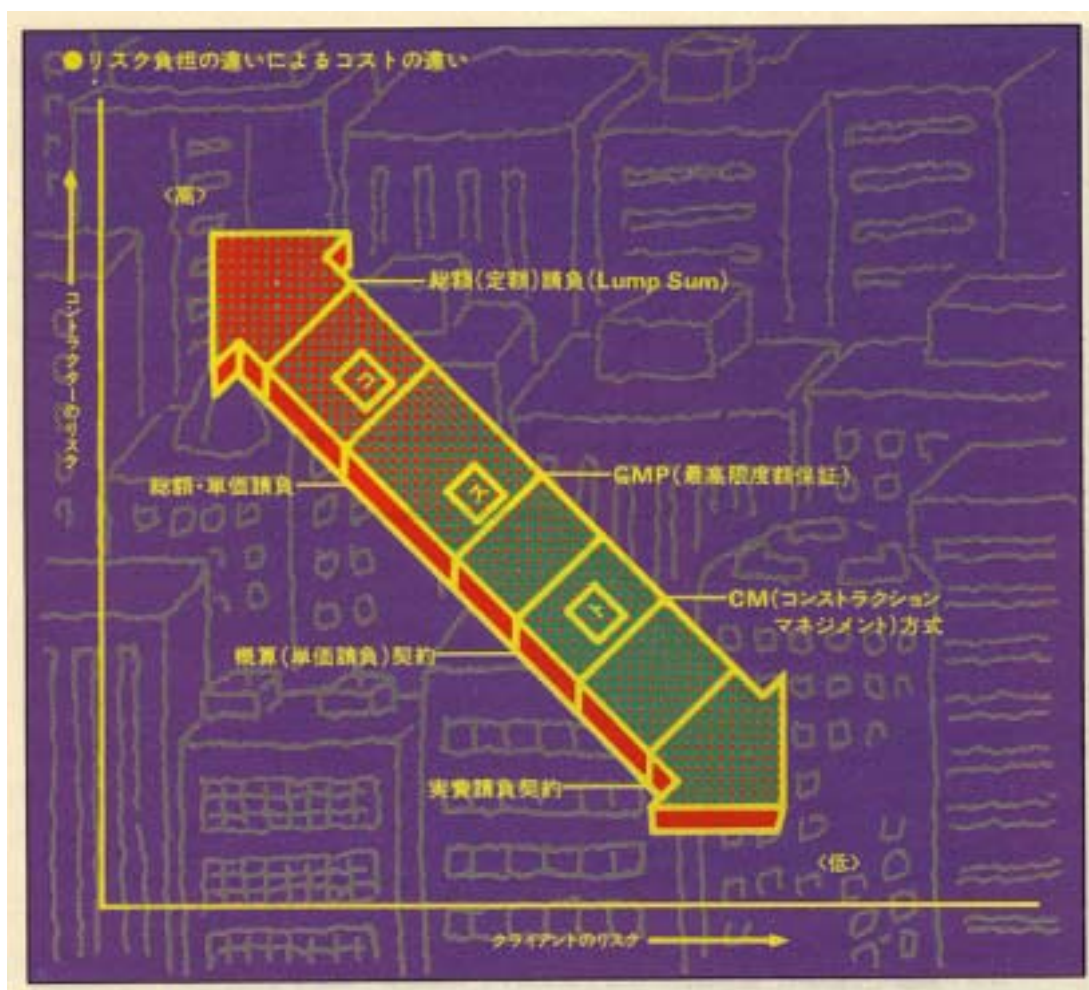 ●リスク負担の違いによるコストの違い
〈高〉
コントラクターのリスク
総額(定額)請負(Lump Sum)
総額・単価請負
GMP(最高限度額保証)
CM(コンストラクション
マネジメント)方式
概算(単価請負)契約
実費請負契約
〈低〉
クライアントのリスク